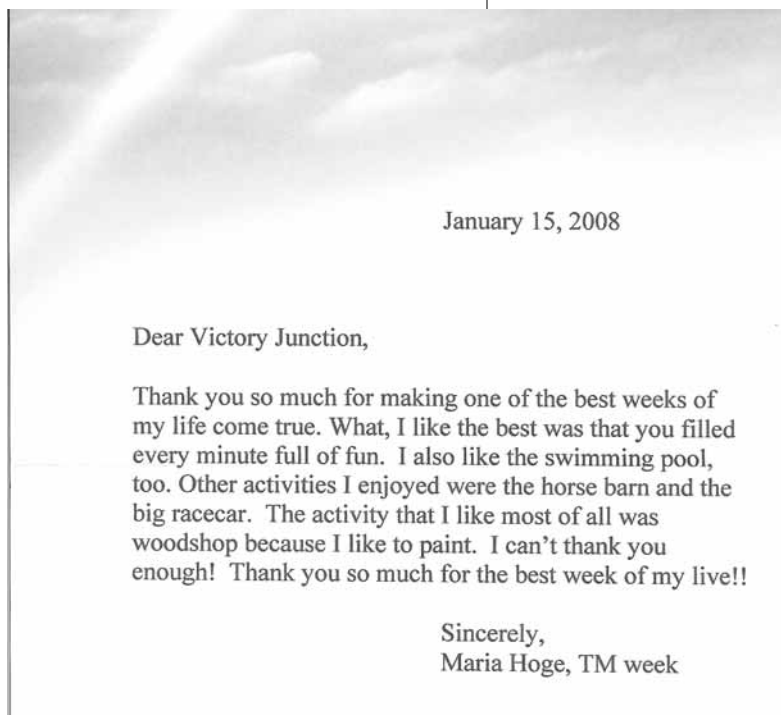 January 15, 2008
Dear Victory Junction,
Thank you so much for making one of the best weeks of
my life come true. What, I like the best was that you filled
every minute full of fun.  I also like the swimming pool,
too. Other activities I enjoyed were the horse barn and the
big racecar.  The activity that I like most of all was
woodshop because I like to paint.  I can't thank you
enough!  Thank you so much for the best week of my live!!
Sincerely,
Maria Hoge, TM week